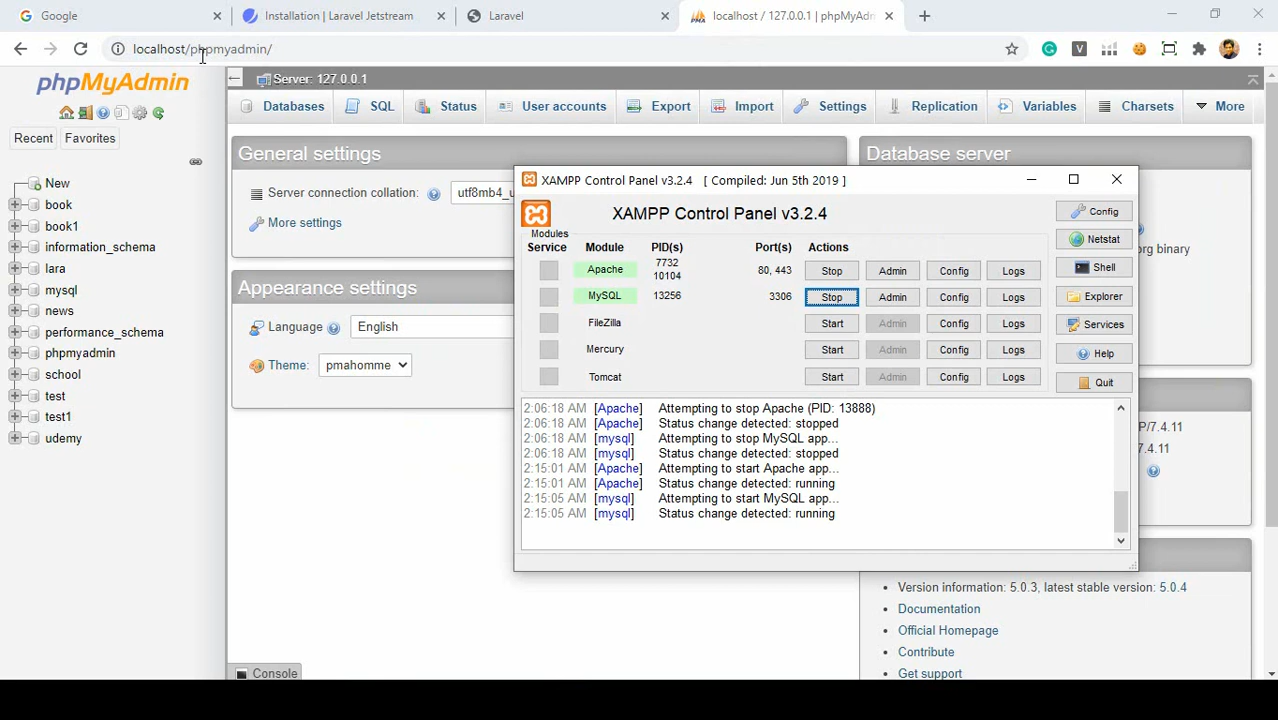 Google
Installation | Laravel Jetstream
Laravel
localhost / 127.0.0.1 | phpMyAdm
localhost/phpmyadmin/
phpMyAdmin
Recent
Favorites
New
book
book1
information_schema
lara
mysql
news
performance_schema
phpmyadmin
school
test
test1
udemy
Server: 127.0.0.1
Databases
SQL
Status
User accounts
Export
Import
Settings
Replication
Variables
Charsets
More
General settings
Server connection collation:
utf8mb4_u
More settings
Appearance settings
Language
English
Theme:
pahomme
Database server
org binary
P/7.4.11
7.4.11
Version information: 5.0.3, latest stable version: 5.0.4
Documentation
Official Homepage
Contribute
Get support
Console
XAMPP Control Panel v3.2.4 [ Compiled: Jun 5th 2019 ]
XAMPP Control Panel v3.2.4
Modules
Service Module PID(s) Port(s) Actions
Apache 7732 10104 80, 443 Stop Admin Config Logs
MySQL 13256 3306 Stop Admin Config Logs
FileZilla Start Admin Config Logs
Mercury Start Admin Config Logs
Tomcat Start Admin Config Logs
Config
Netstat
Shell
Explorer
Services
Help
Quit
2:06:18 AM [Apache] Attempting to stop Apache (PID: 13888)
2:06:18 AM [Apache] Status change detected: stopped
2:06:18 AM [mysql] Attempting to stop MySQL app...
2:06:18 AM [mysql] Status change detected: stopped
2:15:01 AM [Apache] Attempting to start Apache app...
2:15:01 AM [Apache] Status change detected: running
2:15:05 AM [mysql] Attempting to start MySQL app...
2:15:05 AM [mysql] Status change detected: running